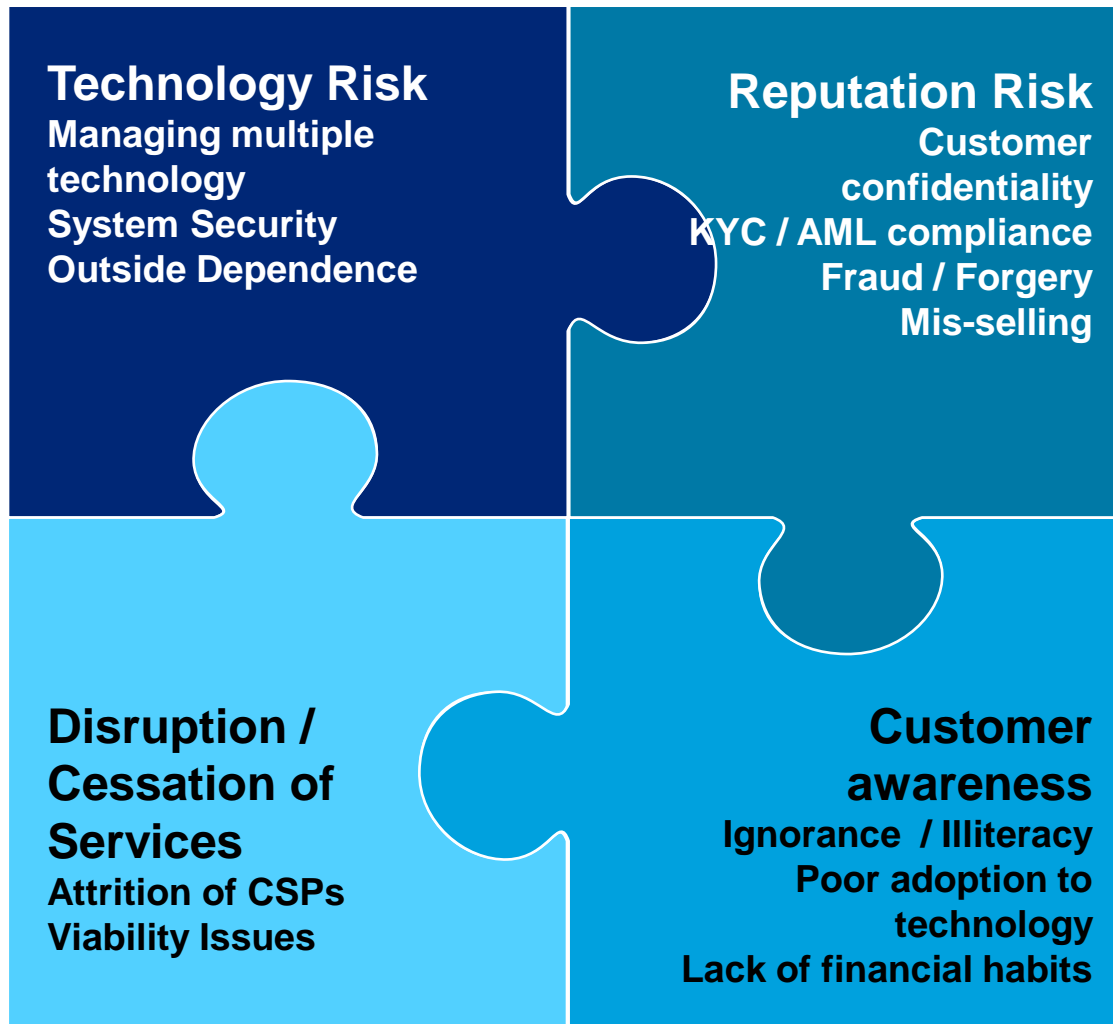 Technology Risk
Managing multiple
technology
System Security
Outside Dependence
Reputation Risk
Customer
confidentiality
KYC / AML compliance
Fraud / Forgery
Mis-selling
Disruption /
Cessation of
Services
Attrition of CSPs
Viability Issues
Customer
awareness
Ignorance / Illiteracy
Poor adoption to
technology
Lack of financial habits